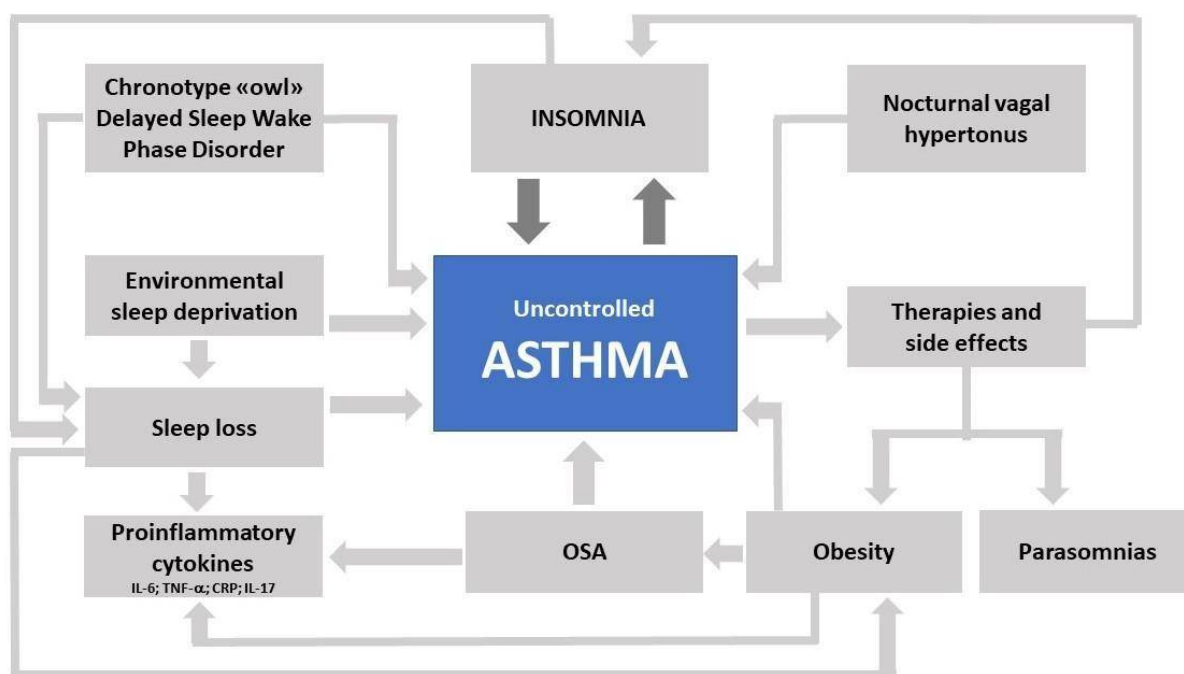 Chronotype «owl»
Delayed Sleep Wake
Phase Disorder
INSOMNIA
Nocturnal vagal
hypertonus
Environmental
sleep deprivation
Uncontrolled
ASTHMA
Therapies and
side effects
Sleep loss
Proinflammatory
cytokines
IL-6; TNF-α; CRP; IL-17
OSA
Obesity
Parasomnias